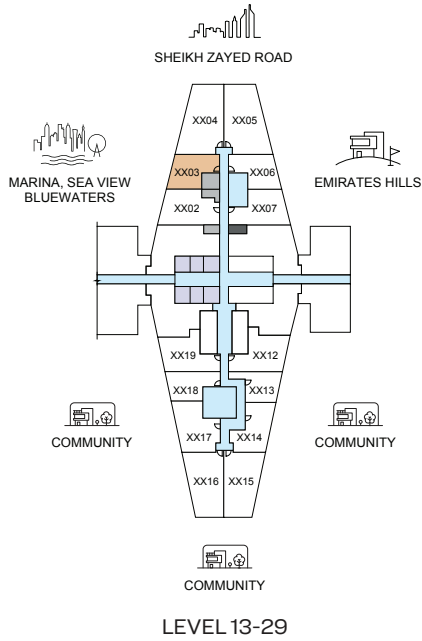 SHEIKH ZAYED ROAD
XX04 XX05
MARINA, SEA VIEW
BLUEWATERS
XX03 XX06
EMIRATES HILLS
XX02 XX07
XX19 XX12
XX18 XX13
COMMUNITY
XX17 XX14
COMMUNITY
XX16 XX15
COMMUNITY
LEVEL 13-29